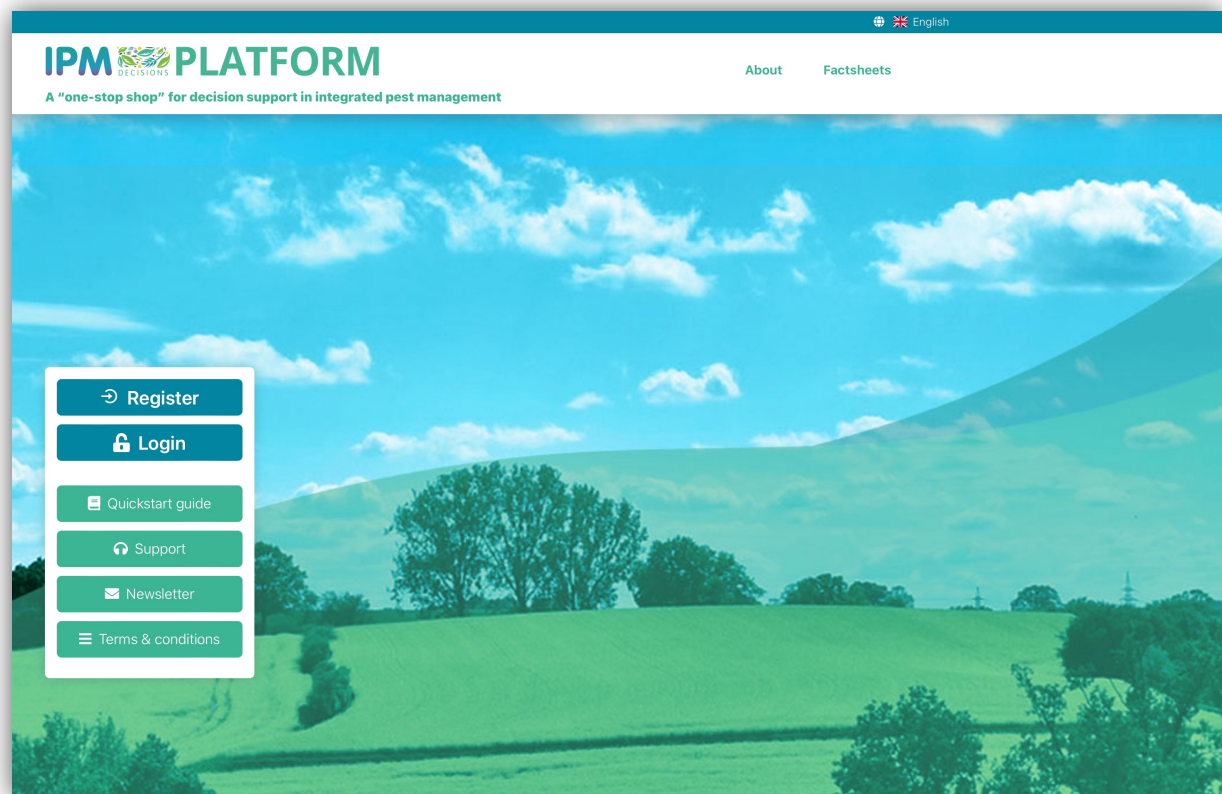 English
IPM DECISIONS PLATFORM
A “one-stop shop” for decision support in integrated pest management
About
Factsheets
Register
Login
Quickstart guide
Support
Newsletter
Terms & conditions